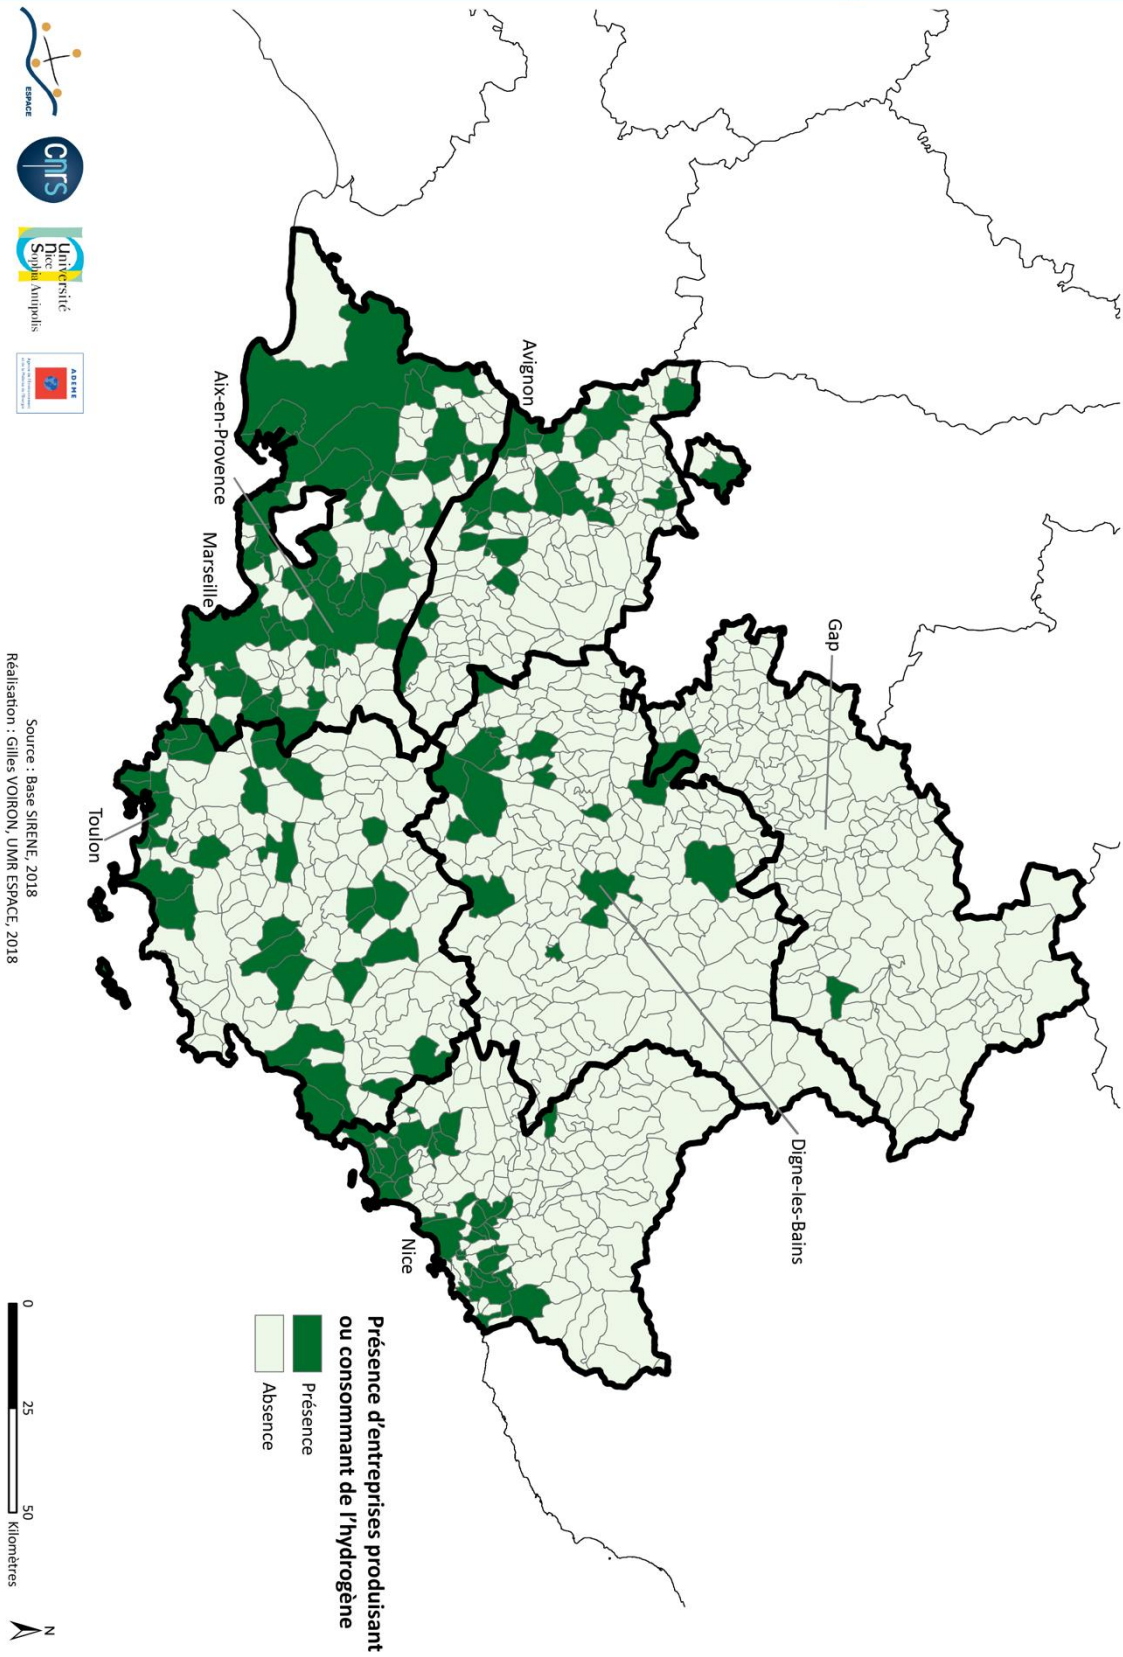 Gap
Digne-les-Bains
Avignon
Aix-en-Provence
Marseille
Toulon
Nice
Présence d'entreprises produisant
ou consommant de l'hydrogène
Présence
Absence
0 25 50 Kilomètres
N
ESPACE
cnrs
Université
nice
Sophia Antipolis
ADEME
Source : Base SIRENE, 2018
Réalisation : Gilles VOIRON, UMR ESPACE, 2018